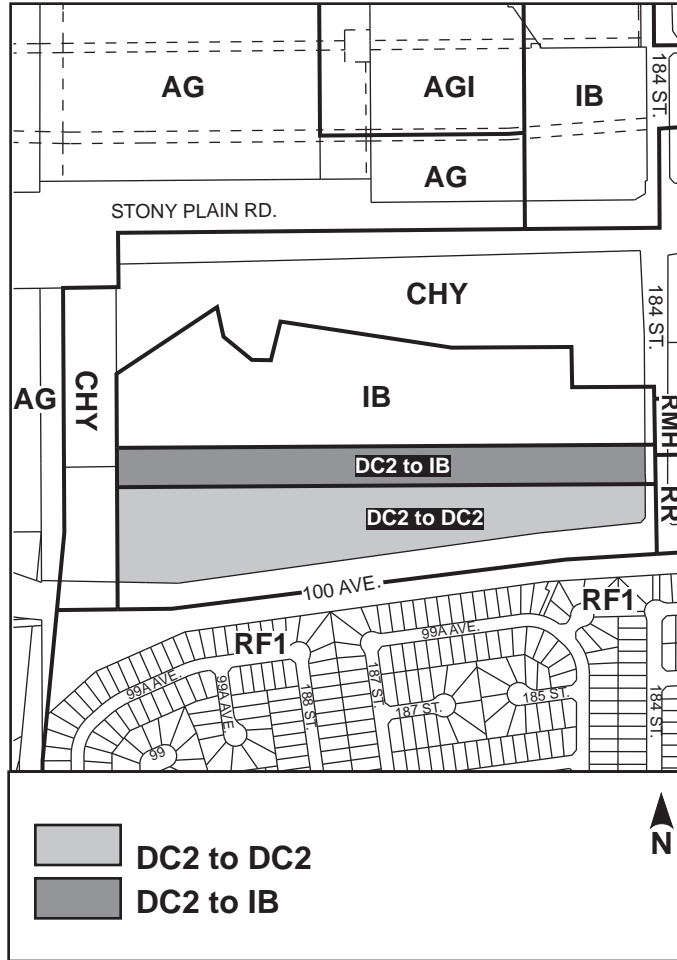 AG
AGI
IB
184 ST.
AG
STONY PLAIN RD.
CHY
184 ST.
AG
CHY
IB
RMH
DC2 to IB
RR
DC2 to DC2
100 AVE.
RF1
RF1
99A AVE.
99A AVE.
99A AVE.
188 ST.
187 ST.
187 ST.
185 ST.
184 ST.
99
DC2 to DC2
DC2 to IB
N